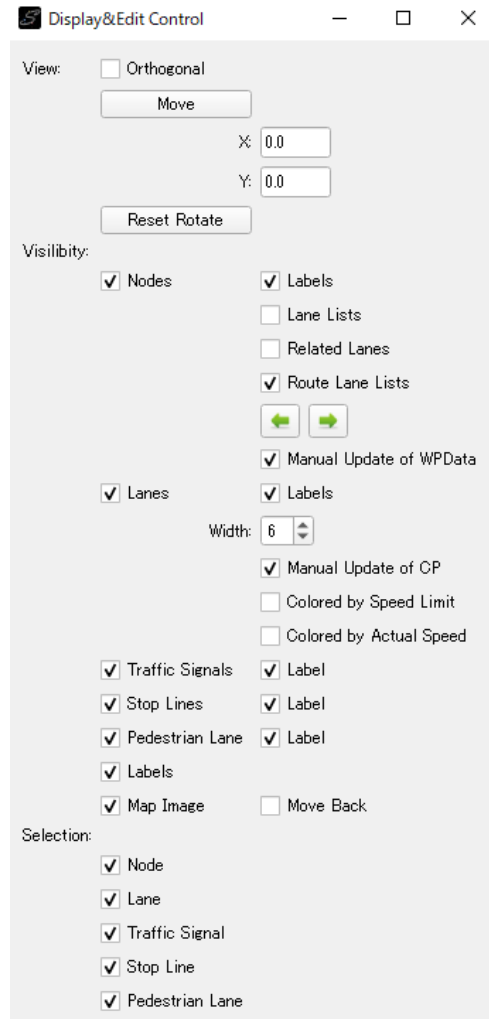 Display&Edit Control
View: Orthogonal
Move
X: 0.0
Y: 0.0
Reset Rotate
Visilibity:
Nodes Labels
Lane Lists
Related Lanes
Route Lane Lists
Manual Update of WPData
Lanes Labels
Width: 6
Manual Update of CP
Colored by Speed Limit
Colored by Actual Speed
Traffic Signals Label
Stop Lines Label
Pedestrian Lane Label
Labels
Map Image Move Back
Selection:
Node
Lane
Traffic Signal
Stop Line
Pedestrian Lane